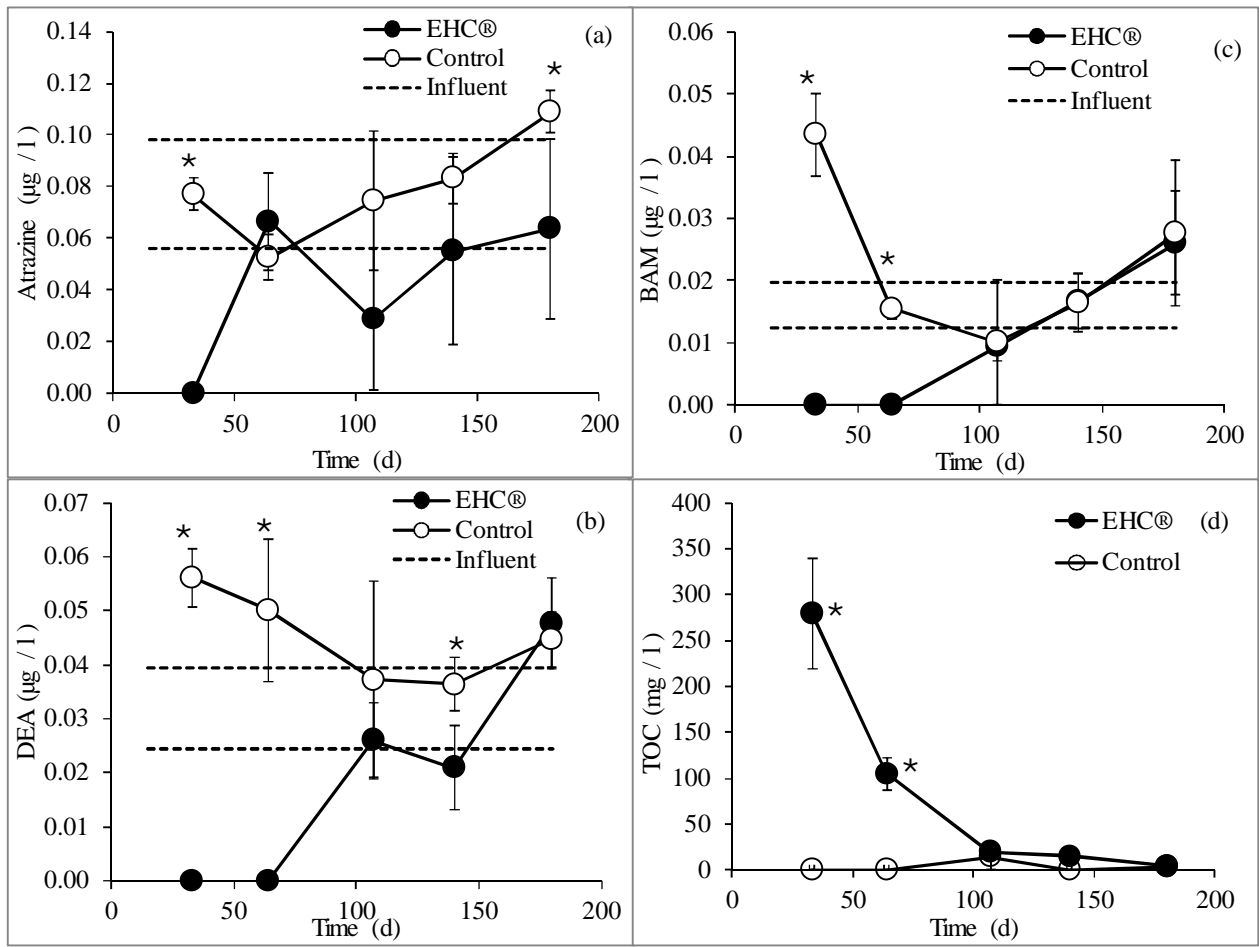 EHC®
Control
Influent
(a)
*
*
0.14
0.12
0.10
0.08
0.06
0.04
0.02
0.00
Atrazine (µg / l )
0
50
100
150
200
Time (d)
EHC®
Control
Influent
(c)
*
*
0.06
0.05
0.04
0.03
0.02
0.01
0.00
BAM (µg / l )
0
50
100
150
200
Time (d)
EHC®
Control
Influent
(b)
*
*
*
0.07
0.06
0.05
0.04
0.03
0.02
0.01
0.00
DEA (µg / l )
0
50
100
150
200
Time (d)
EHC®
Control
(d)
*
*
400
350
300
250
200
150
100
50
0
TOC (mg / l )
0
50
100
150
200
Time (d)